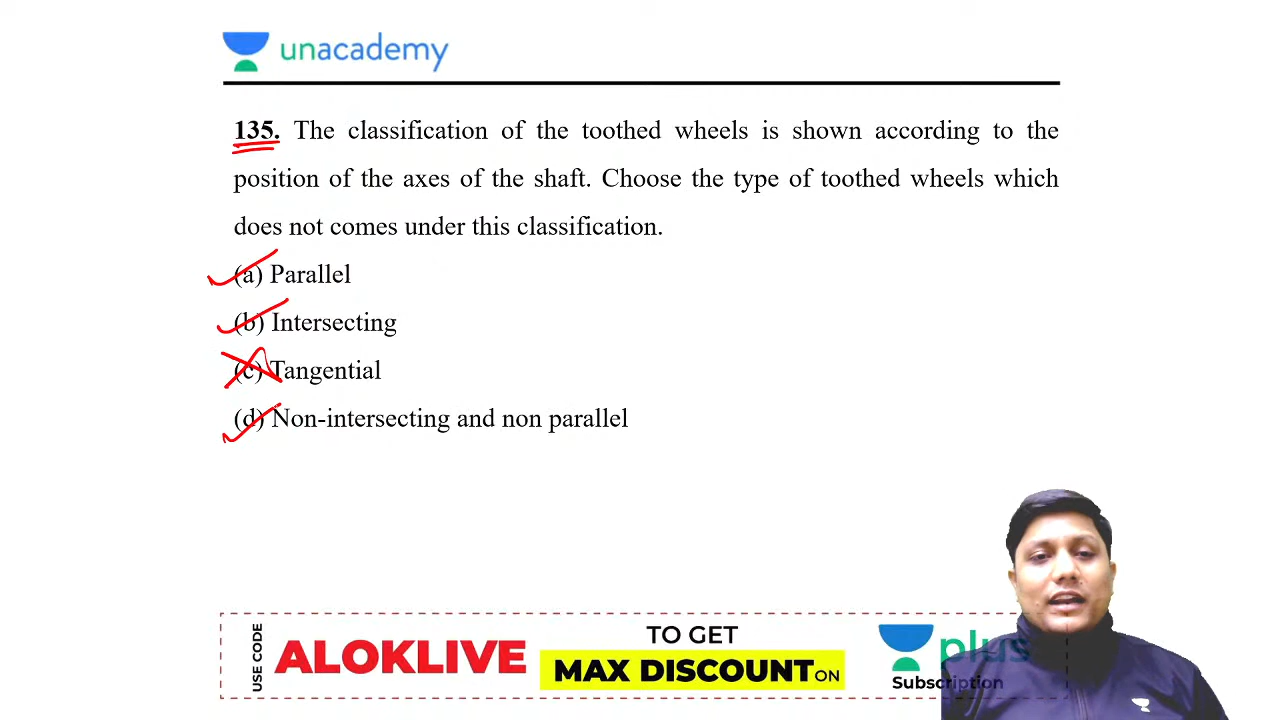 unacademy
135. The classification of the toothed wheels is shown according to the
position of the axes of the shaft. Choose the type of toothed wheels which
does not comes under this classification.
(a) Parallel
(b) Intersecting
(c) Tangential
(d) Non-intersecting and non parallel
USE CODE
ALOKLIVE
TO GET
MAX DISCOUNT ON
plus
Subscription